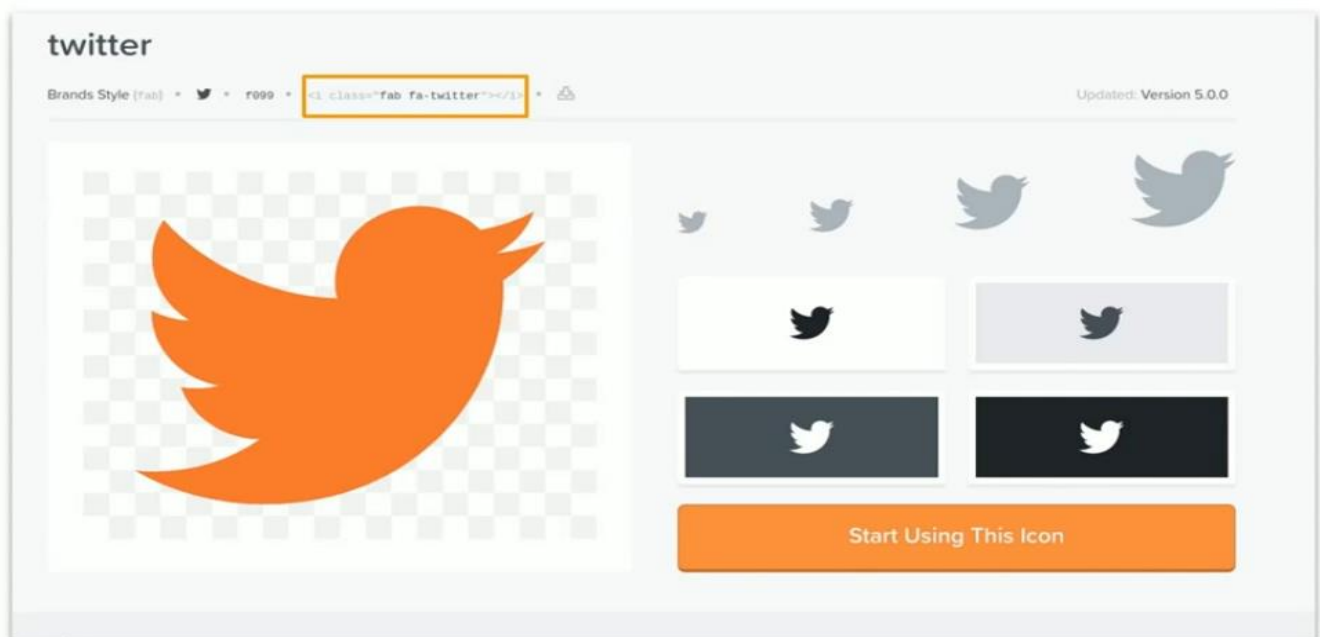 twitter
Brands Style (fab) • • f099 • <i class="fab fa-twitter"></i> •
Updated: Version 5.0.0
Start Using This Icon